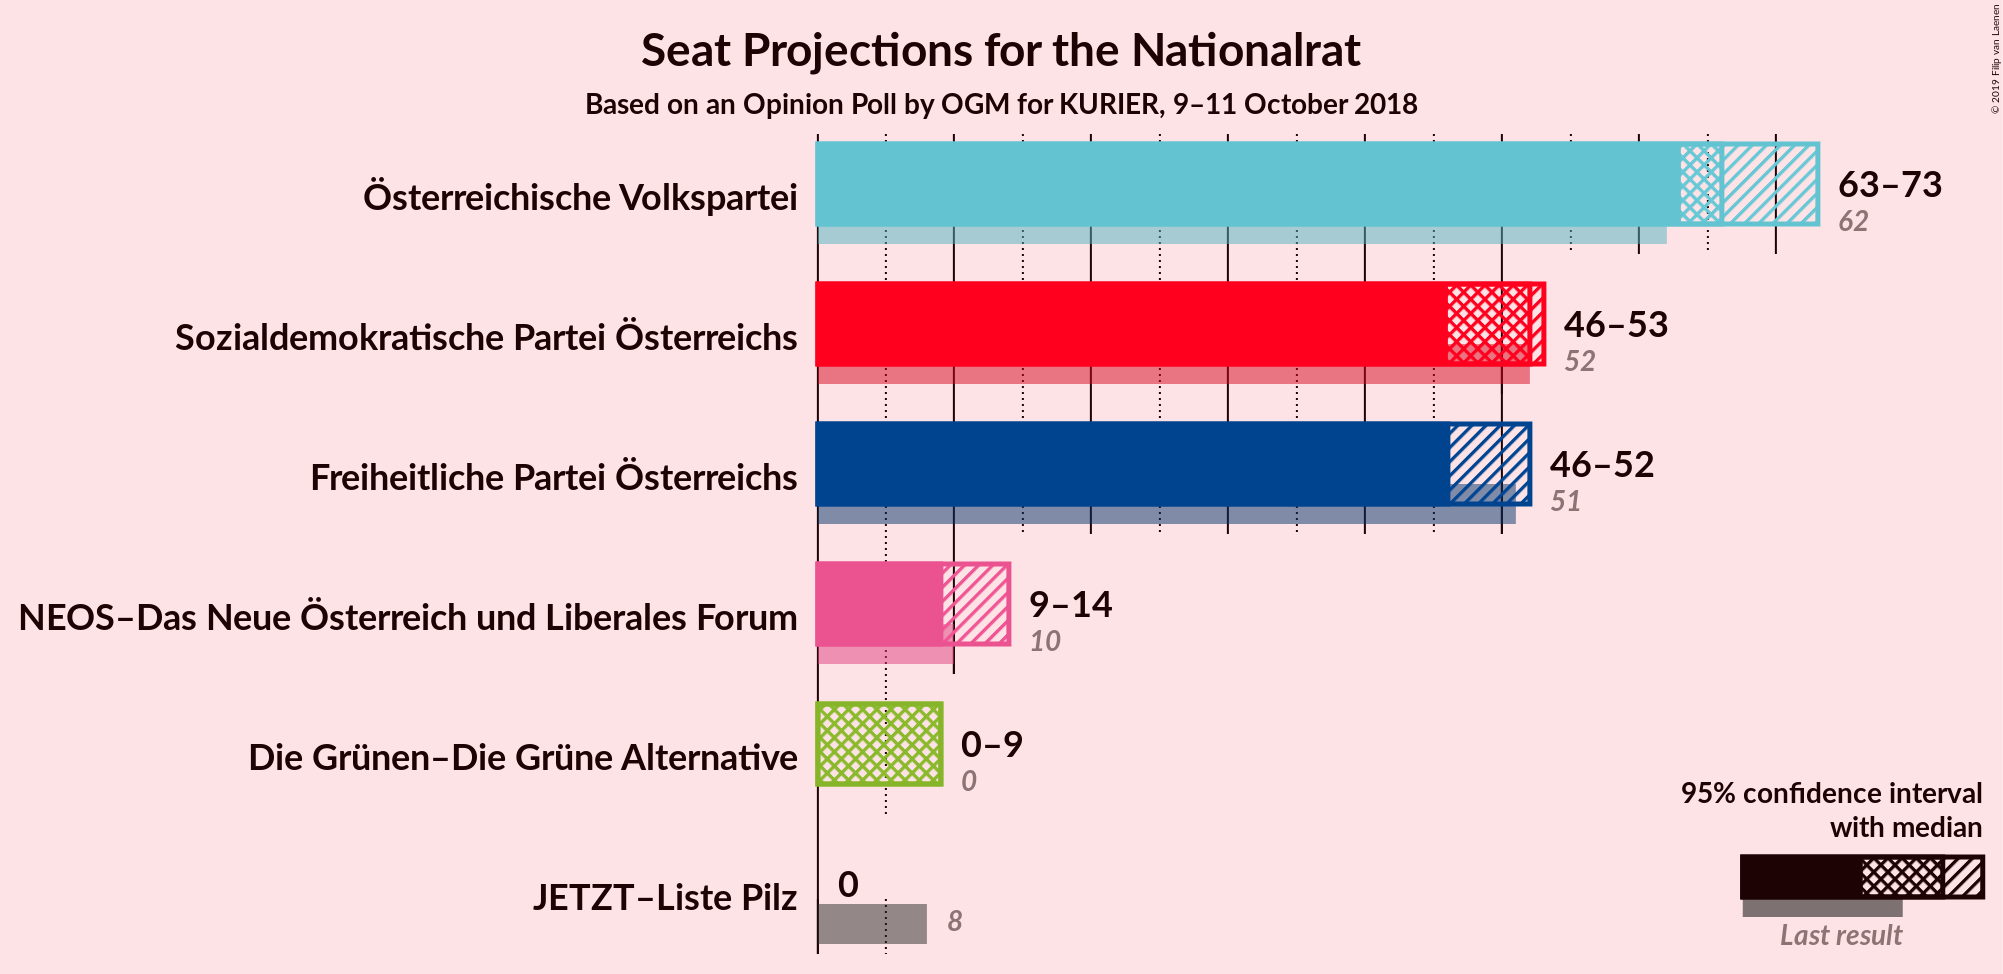 Seat Projections for the Nationalrat
Based on an Opinion Poll by OGM for KURIER, 9–11 October 2018
© 2019 Filip van Laenen
Österreichische Volkspartei
63–73
62
Sozialdemokratische Partei Österreichs
46–53
52
Freiheitliche Partei Österreichs
46–52
51
NEOS–Das Neue Österreich und Liberales Forum
9–14
10
Die Grünen–Die Grüne Alternative
0–9
0
JETZT–Liste Pilz
0
8
95% confidence interval
with median
Last result